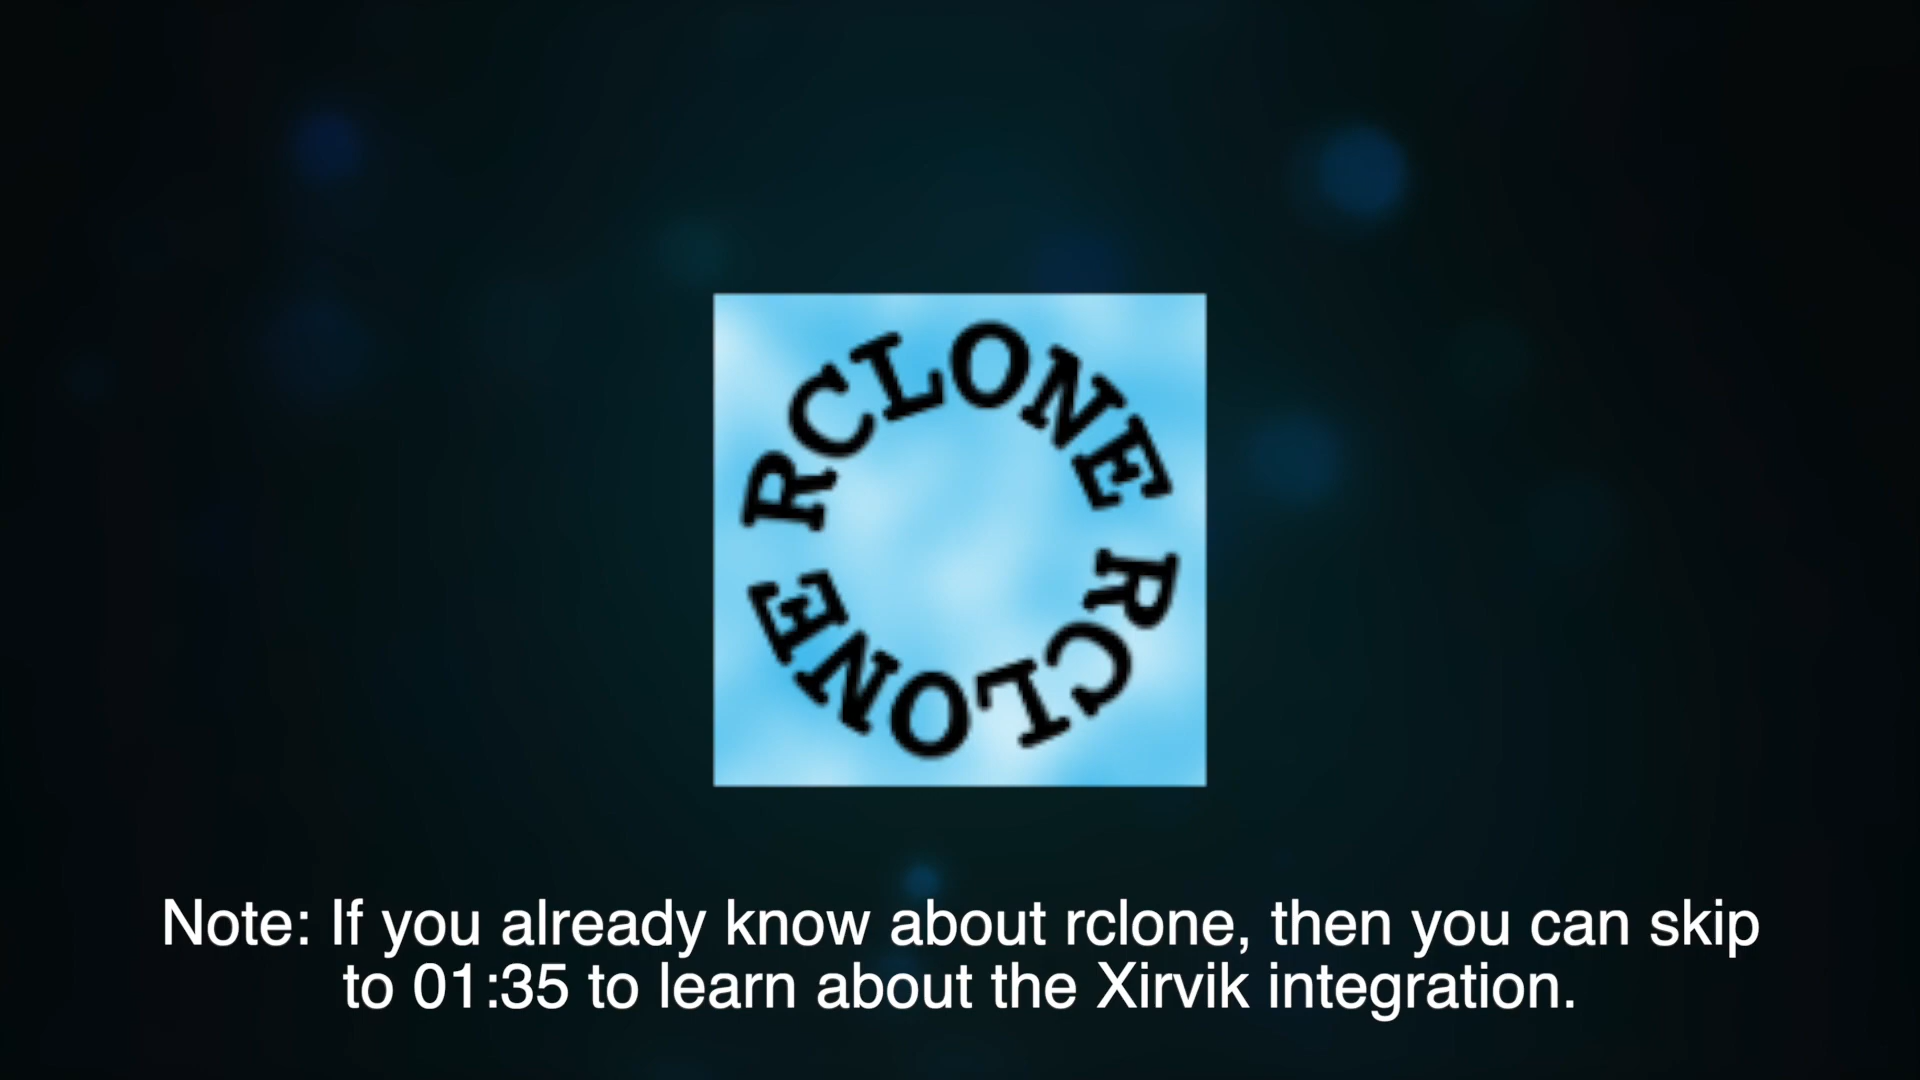 RCLONE RCLONE
Note: If you already know about rclone, then you can skip
to 01:35 to learn about the Xirvik integration.